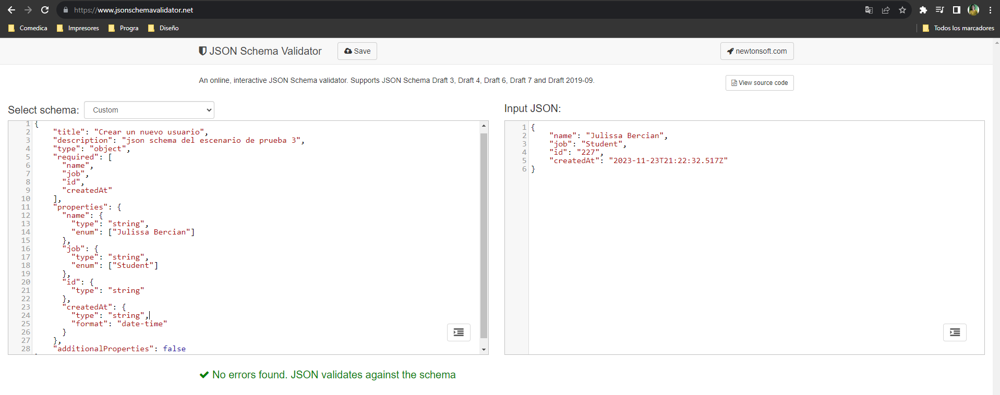 https://www.jsonschemavalidator.net
Comedica Impresores Progra Diseño Todos los marcadores
JSON Schema Validator Save newtonsoft.com
An online, interactive JSON Schema validator. Supports JSON Schema Draft 3, Draft 4, Draft 6, Draft 7 and Draft 2019-09.
View source code
Select schema: Custom
1 {
2 "title": "Crear un nuevo usuario",
3 "description": "json schema del escenario de prueba 3",
4 "type": "object",
5 "required": [
6 "name",
7 "job",
8 "id",
9 "createdAt"
10 ],
11 "properties": {
12 "name": {
13 "type": "string",
14 "enum": ["Julissa Bercian"]
15 },
16 "job": {
17 "type": "string",
18 "enum": ["Student"]
19 },
20 "id": {
21 "type": "string"
22 },
23 "createdAt": {
24 "type": "string",
25 "format": "date-time"
26 }
27 },
28 "additionalProperties": false
Input JSON:
1 {
2 "name": "Julissa Bercian",
3 "job": "Student",
4 "id": "227",
5 "createdAt": "2023-11-23T21:22:32.517Z"
6 }
No errors found. JSON validates against the schema